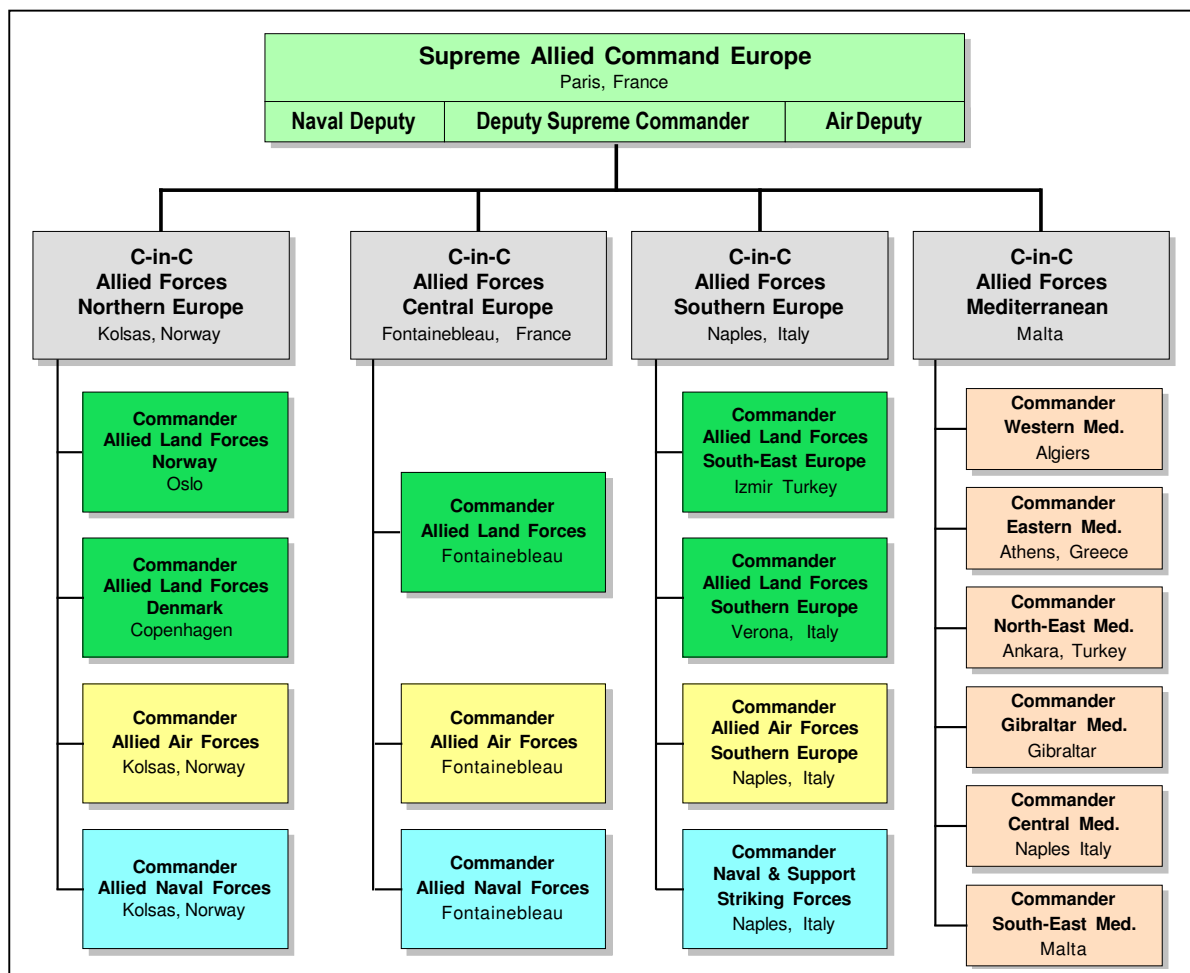 Supreme Allied Command Europe
Paris, France
Naval Deputy
Deputy Supreme Commander
Air Deputy
C-in-C
Allied Forces
Northern Europe
Kolsas, Norway
Commander
Allied Land Forces
Norway
Oslo
Commander
Allied Land Forces
Denmark
Copenhagen
Commander
Allied Air Forces
Kolsas, Norway
Commander
Allied Naval Forces
Kolsas, Norway
C-in-C
Allied Forces
Central Europe
Fontainebleau, France
Commander
Allied Land Forces
Fontainebleau
Commander
Allied Air Forces
Fontainebleau
Commander
Allied Naval Forces
Fontainebleau
C-in-C
Allied Forces
Southern Europe
Naples, Italy
Commander
Allied Land Forces
South-East Europe
Izmir Turkey
Commander
Allied Land Forces
Southern Europe
Verona, Italy
Commander
Allied Air Forces
Southern Europe
Naples, Italy
Commander
Naval & Support
Striking Forces
Naples, Italy
C-in-C
Allied Forces
Mediterranean
Malta
Commander
Western Med.
Algiers
Commander
Eastern Med.
Athens, Greece
Commander
North-East Med.
Ankara, Turkey
Commander
Gibraltar Med.
Gibraltar
Commander
Central Med.
Naples Italy
Commander
South-East Med.
Malta